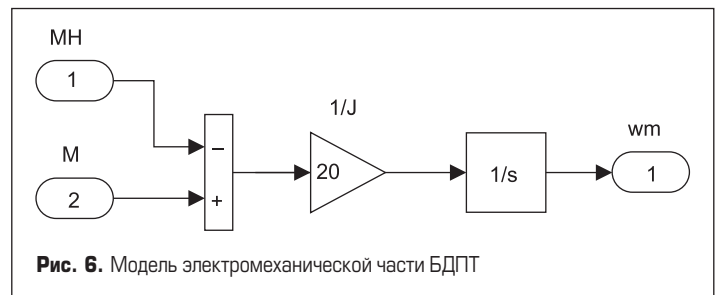 MH
1
1/J
M
wm
–
20
1/s
1
2
+
Рис. 6. Модель электромеханической части БДПТ